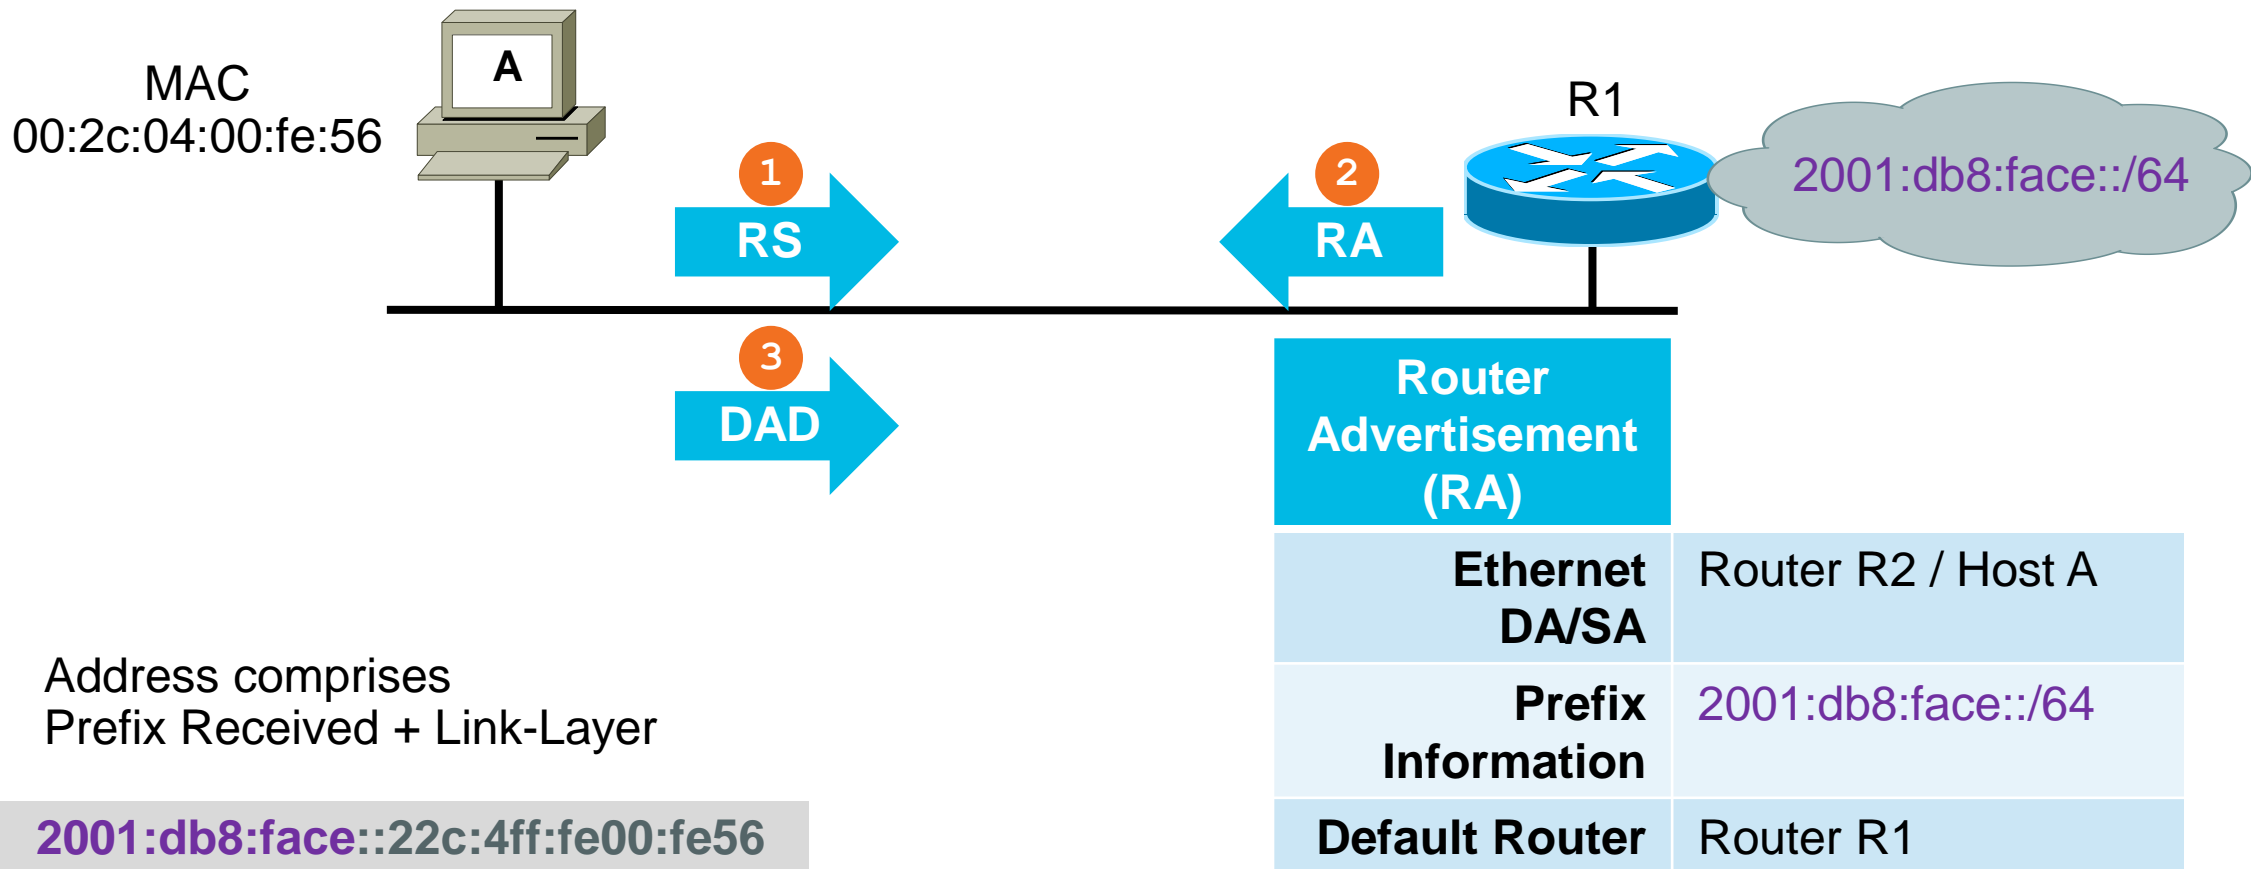 A
MAC
00:2c:04:00:fe:56
R1
2001:db8:face::/64
1
RS
2
RA
3
DAD
Router
Advertisement
(RA)
Ethernet
DA/SA
Router R2 / Host A
Prefix
Information
2001:db8:face::/64
Default Router
Router R1
Address comprises
Prefix Received + Link-Layer
2001:db8:face::22c:4ff:fe00:fe56